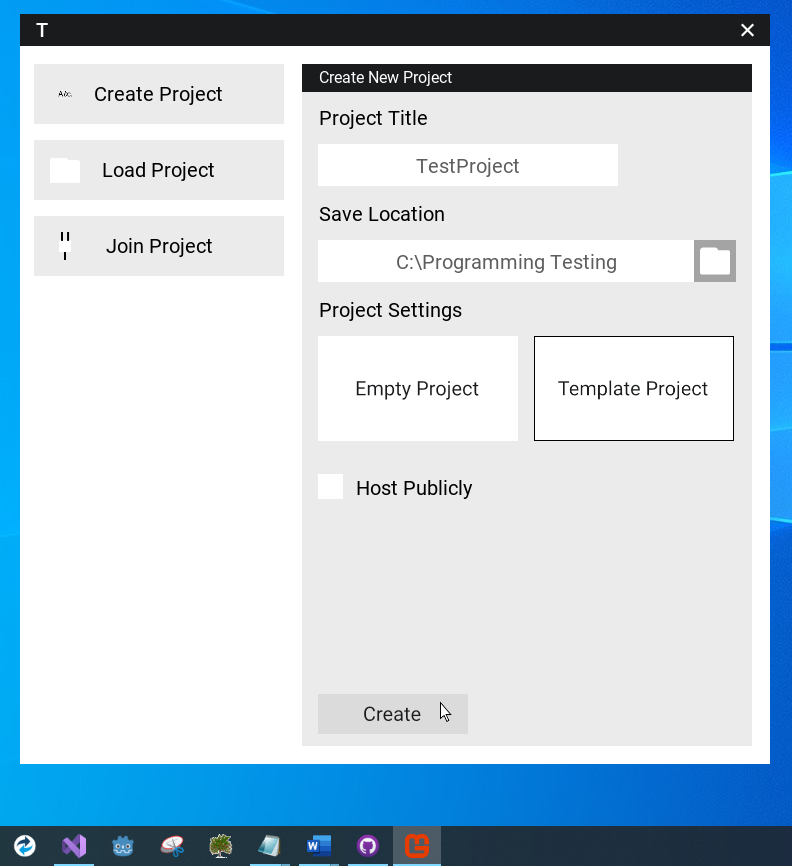 T
Create Project
Load Project
Join Project
Create New Project
Project Title
TestProject
Save Location
C:\Programming Testing
Project Settings
Empty Project
Template Project
Host Publicly
Create